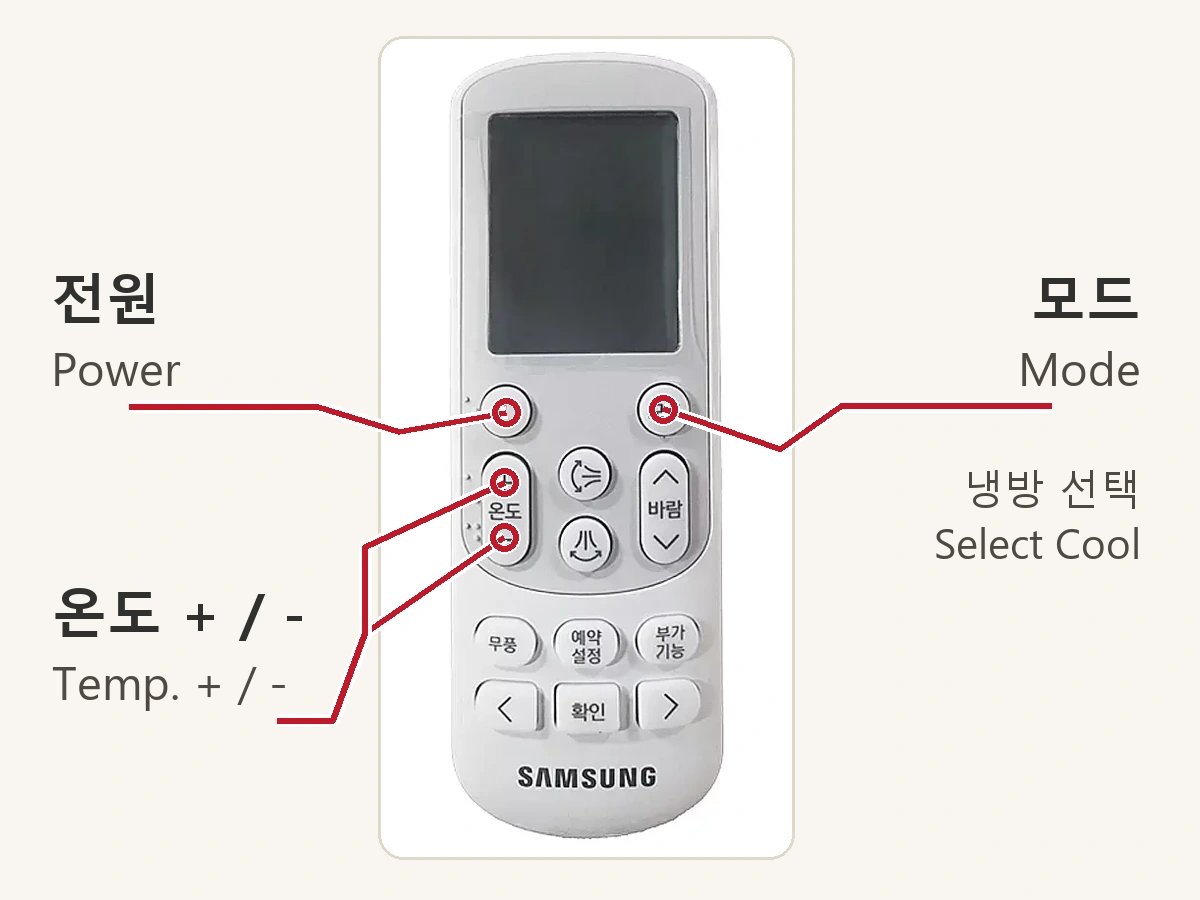 전원
Power
모드
Mode
냉방 선택
Select Cool
온도
바람
온도 + / -
Temp. + / -
무풍
예약
설정
부가
기능
확인
SAMSUNG